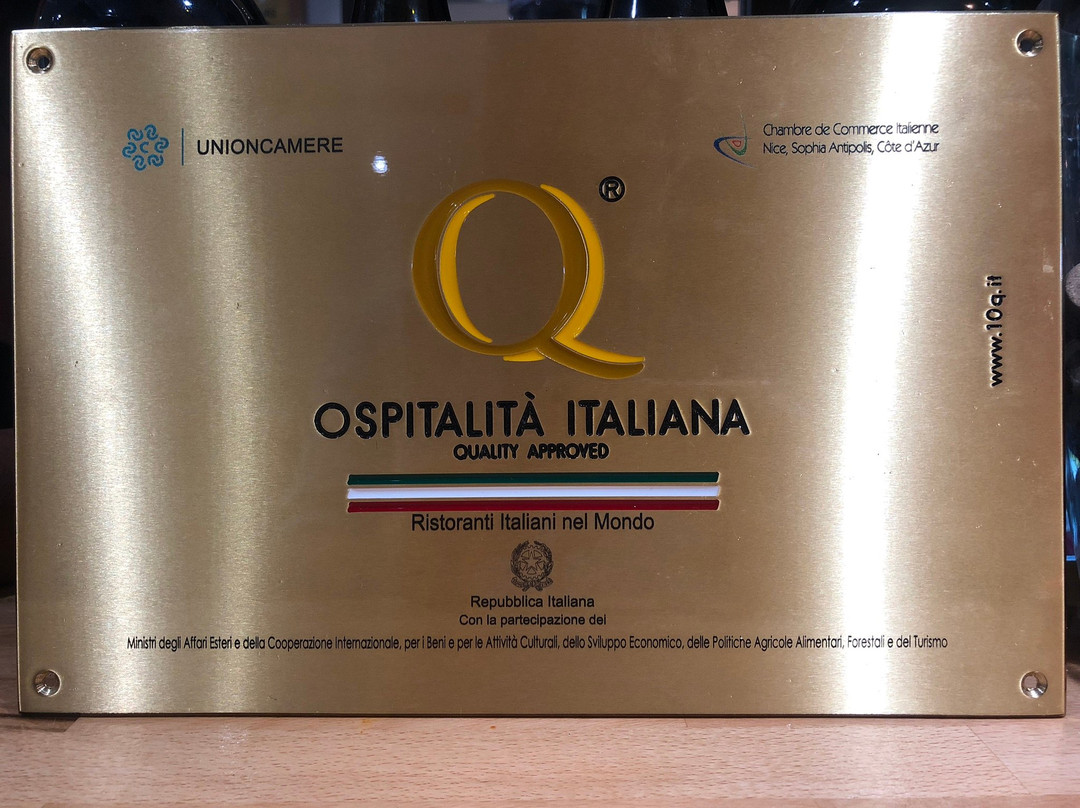 UNIONCAMERE
Chambre de Commerce Italienne
Nice, Sophia Antipolis, Côte d'Azur
Q ®
www.10q.it
OSPITALITÀ ITALIANA
QUALITY APPROVED
Ristoranti Italiani nel Mondo
Repubblica Italiana
Con la partecipazione dei
Ministri degli Affari Esteri e della Cooperazione Internazionale, per i Beni e per le Attività Culturali, dello Sviluppo Economico, delle Politiche Agricole Alimentari, Forestali e del Turismo